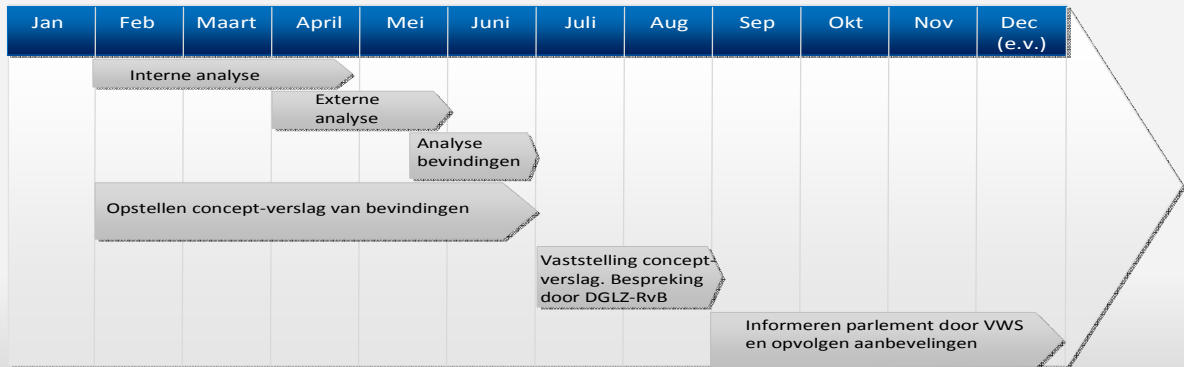 Jan Feb Maart April Mei Juni Juli Aug Sep Okt Nov Dec
(e.v.)
Interne analyse
Externe
analyse
Analyse
bevindingen
Opstellen concept-verslag van bevindingen
Vaststelling concept-
verslag. Bespreking
door DGLZ-RvB
Informeren parlement door VWS
en opvolgen aanbevelingen